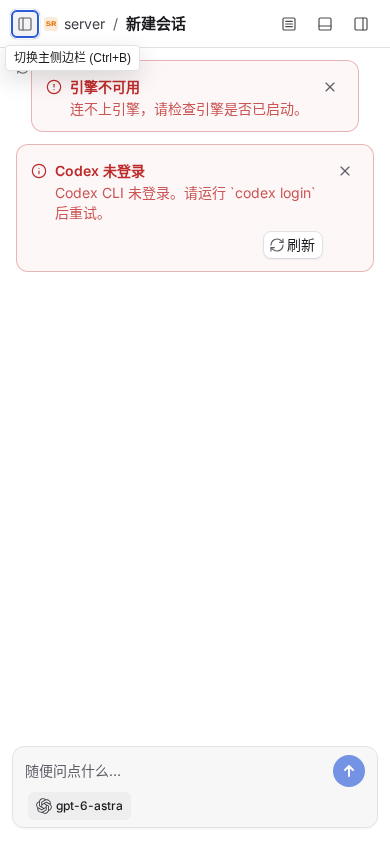 SR server / 新建会话
切换主侧边栏 (Ctrl+B)
引擎不可用
连不上引擎，请检查引擎是否已启动。
Codex 未登录
Codex CLI 未登录。请运行 `codex login`
后重试。
刷新
随便问点什么...
gpt-6-astra